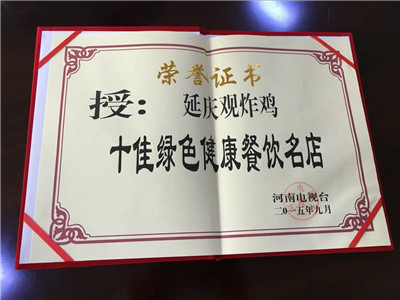 荣誉证书
授：延庆观炸鸡
十佳绿色健康餐饮名店
河南电视台
二〇一五年九月